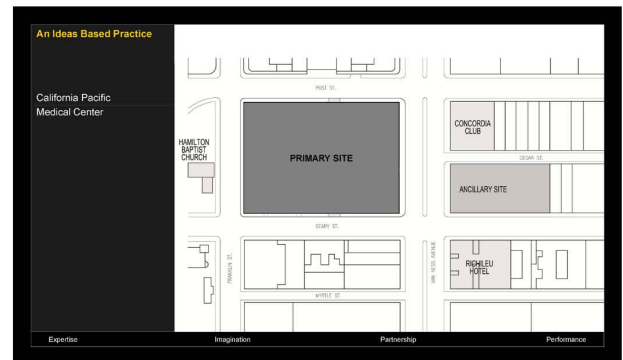 An Ideas Based Practice
California Pacific
Medical Center
POST ST.
HAMILTON
BAPTIST
CHURCH
PRIMARY SITE
CONCORDIA
CLUB
CEDAR ST.
ANCILLARY SITE
GEARY ST.
FRANKLIN ST.
VAN NESS AVENUE
RICHILEU
HOTEL
MYRTLE ST.
Expertise
Imagination
Partnership
Performance